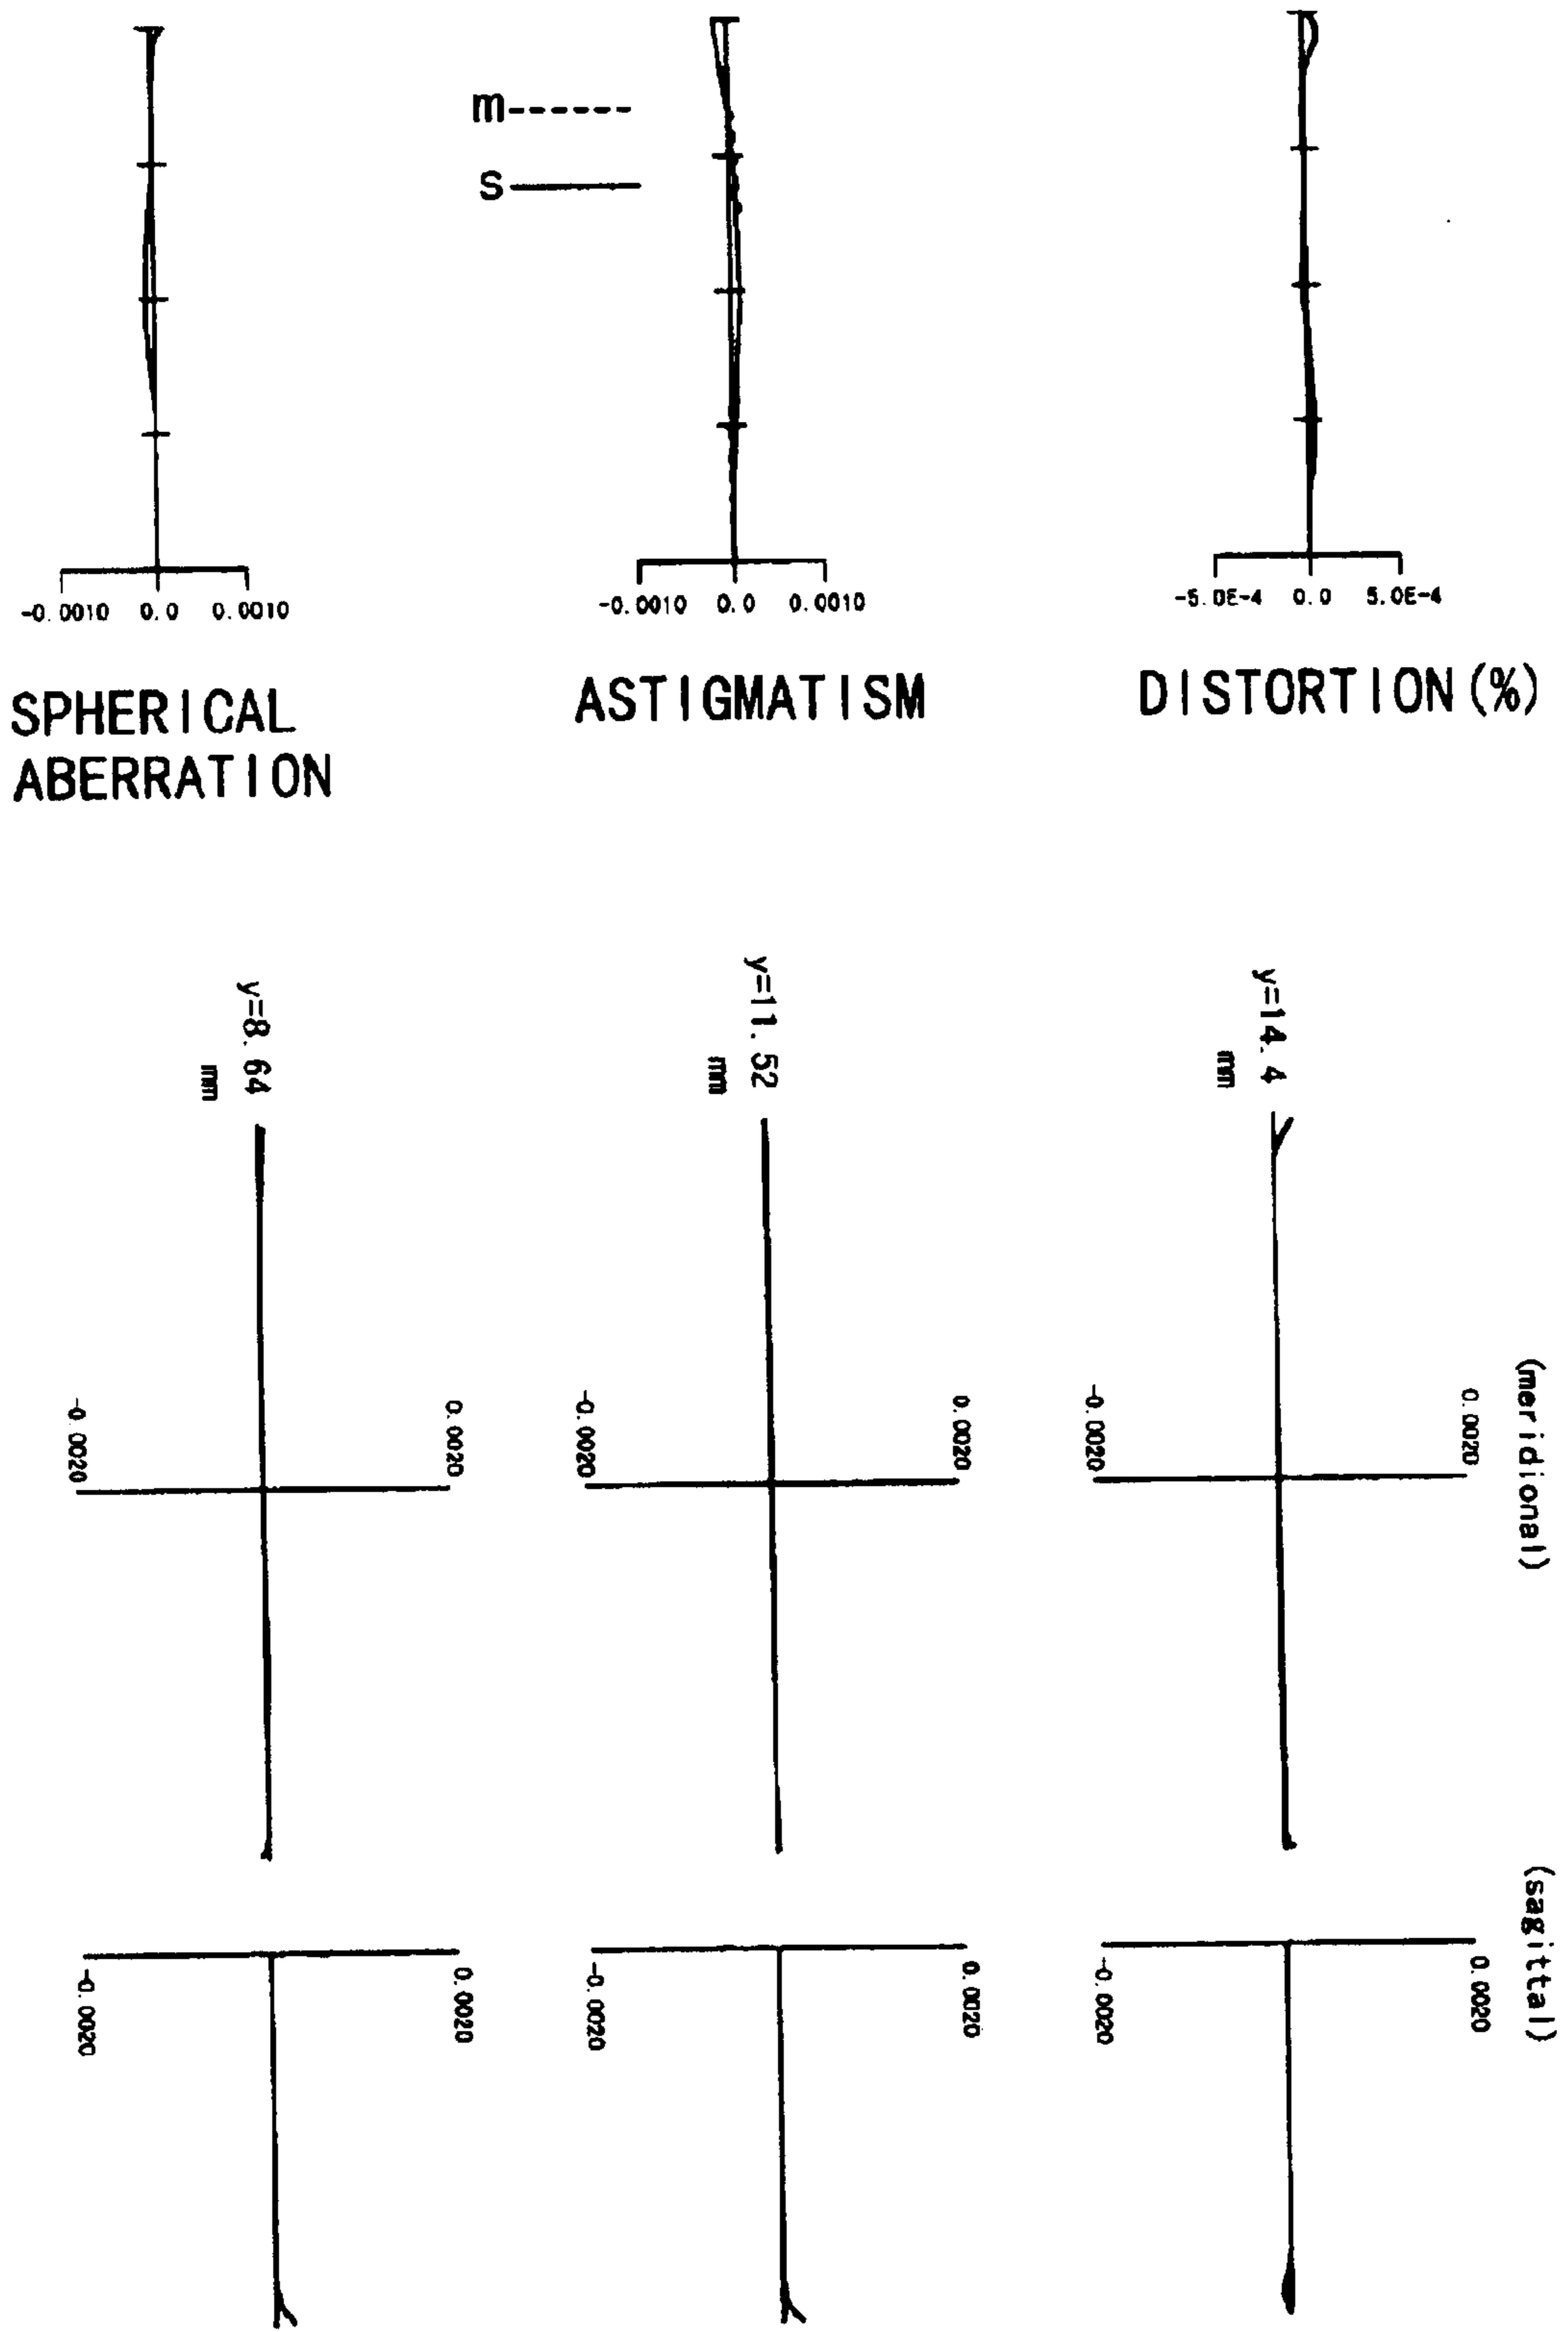 m
s
-0.0010 0.0 0.0010
-0.0010 0.0 0.0010
-5.0E-4 0.0 5.0E-4
SPHERICAL
ABERRATION
ASTIGMATISM
DISTORTION(%)
y=8.64
mm
y=11.52
mm
y=14.4
mm
-0.0020
0.0020
-0.0020
0.0020
-0.0020
0.0020
(meridional)
-0.0020
0.0020
-0.0020
0.0020
-0.0020
0.0020
(sagittal)